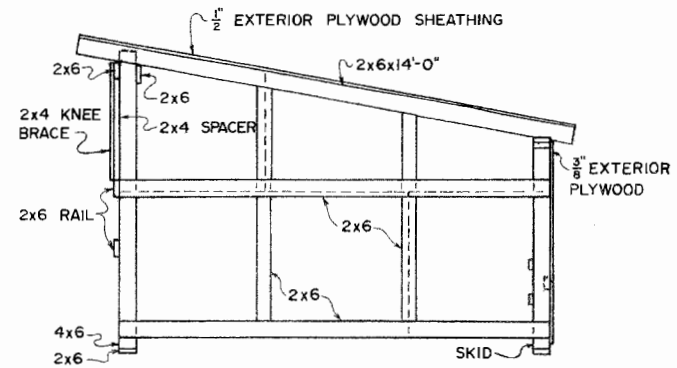 1/2" EXTERIOR PLYWOOD SHEATHING
2x6x14'-0"
2x6
2x6
2x4 KNEE
BRACE
2x4 SPACER
3/8" EXTERIOR
PLYWOOD
2x6 RAIL
2x6
2x6
4x6
2x6
SKID